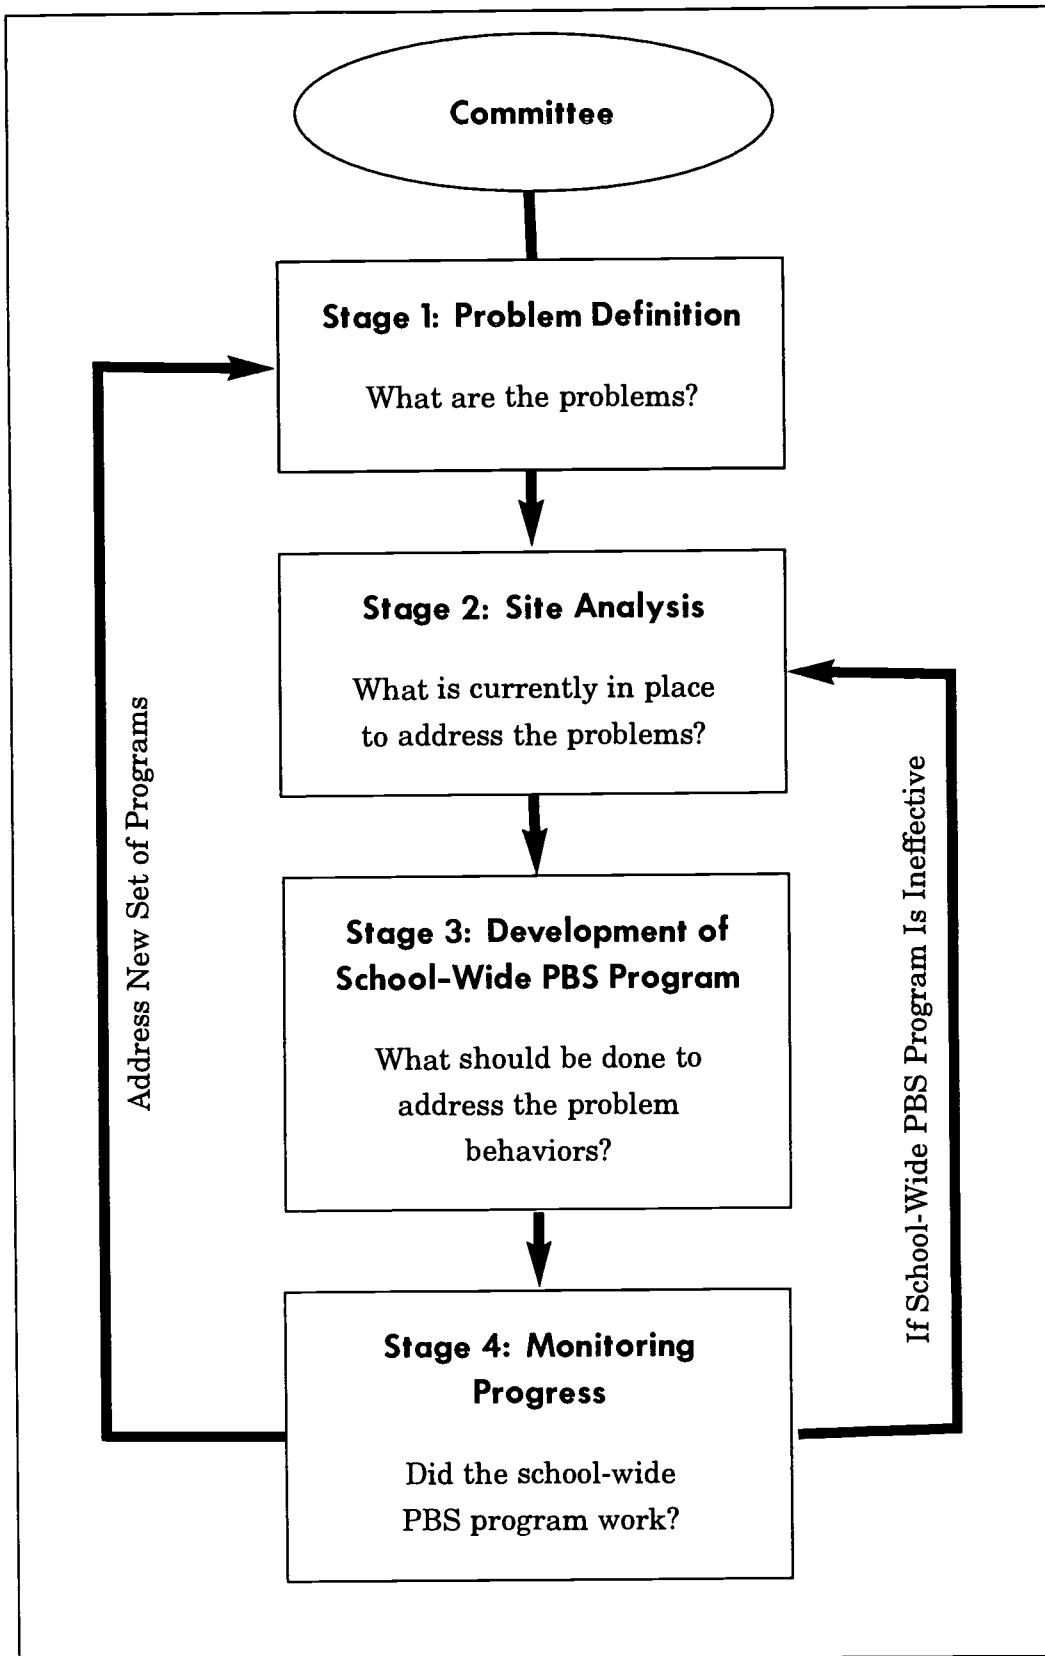 Committee
Stage 1: Problem Definition
What are the problems?
Stage 2: Site Analysis
What is currently in place
to address the problems?
Stage 3: Development of
School-Wide PBS Program
What should be done to
address the problem
behaviors?
Stage 4: Monitoring
Progress
Did the school-wide
PBS program work?
Address New Set of Programs
If School-Wide PBS Program Is Ineffective